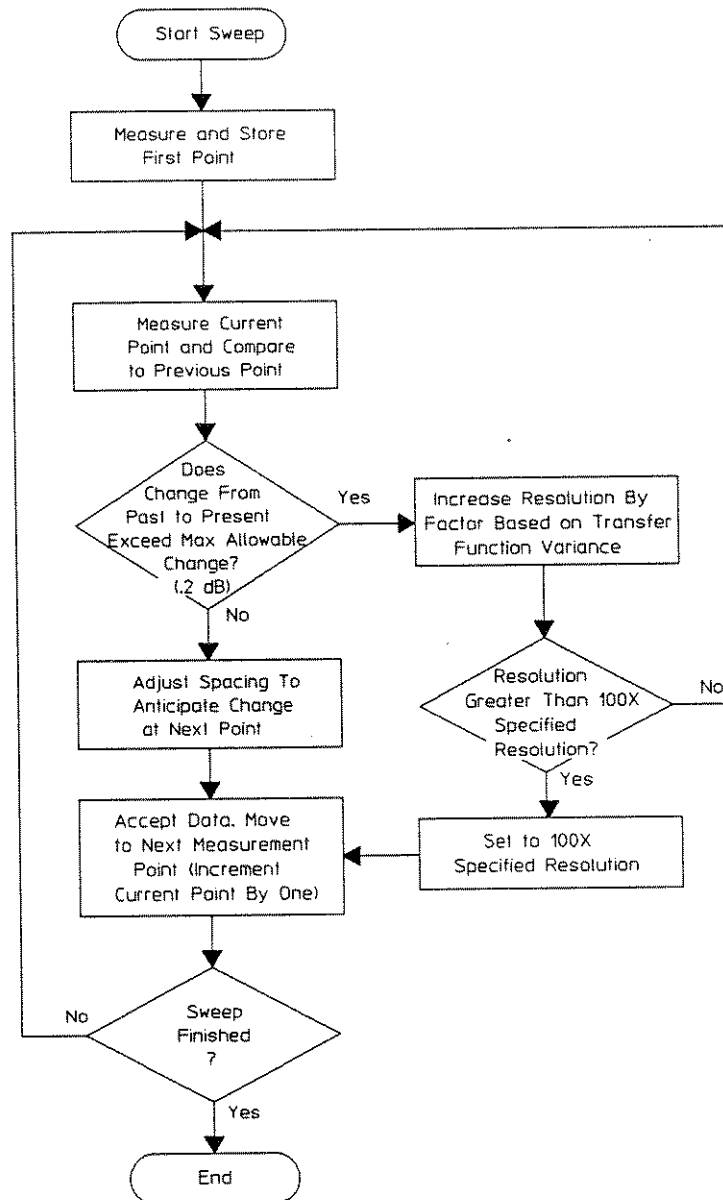 Start Sweep
Measure and Store
First Point
Measure Current
Point and Compare
to Previous Point
Does
Change From
Past to Present
Exceed Max Allowable
Change?
(.2 dB)
Yes
Increase Resolution By
Factor Based on Transfer
Function Variance
No
Adjust Spacing To
Anticipate Change
at Next Point
Resolution
Greater Than 100X
Specified
Resolution?
No
Yes
Accept Data. Move
to Next Measurement
Point (Increment
Current Point By One)
Set to 100X
Specified Resolution
No
Sweep
Finished
?
Yes
End